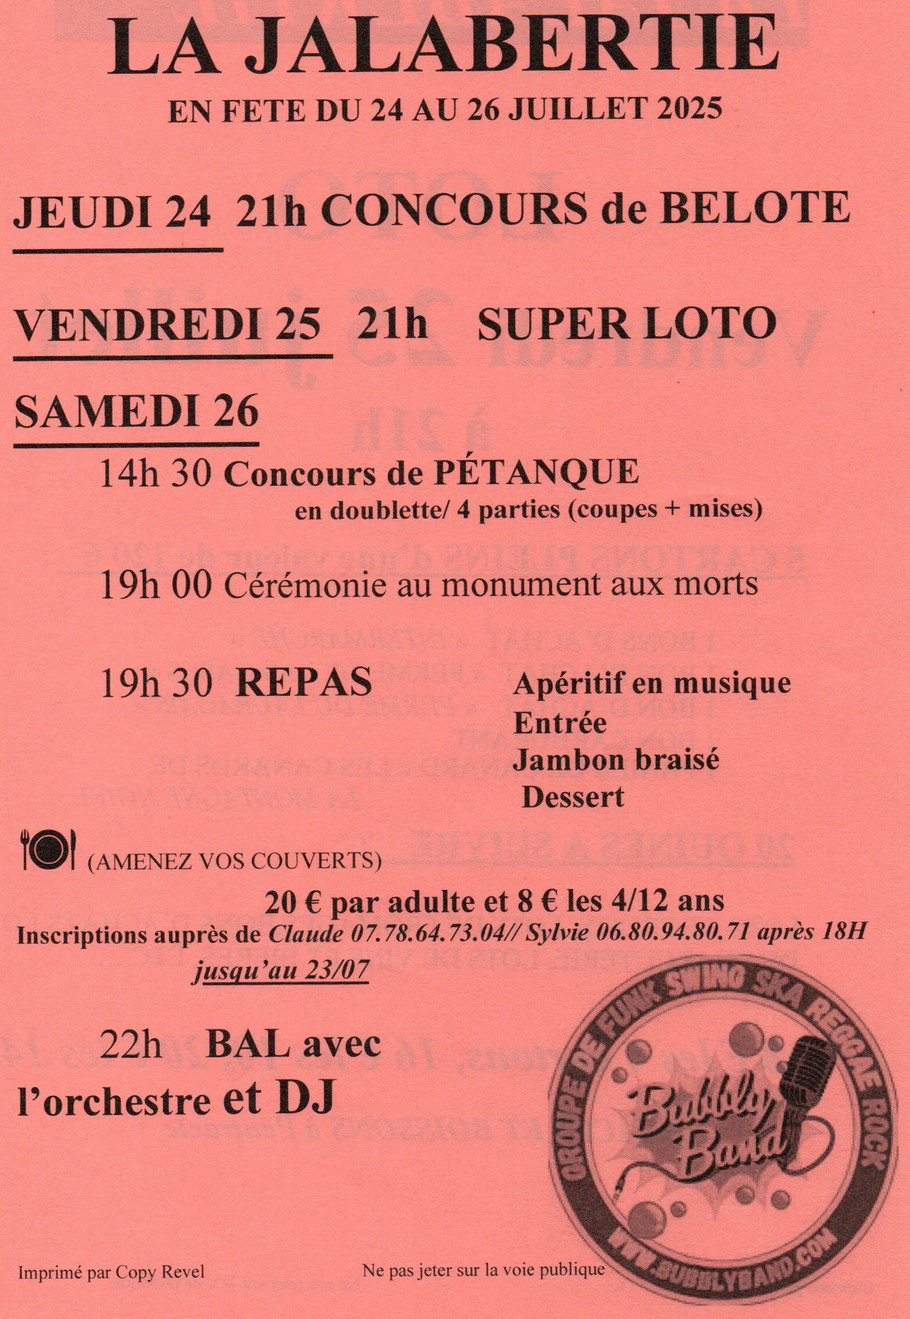 LA JALABERTIE
EN FETE DU 24 AU 26 JUILLET 2025
JEUDI 24 21h CONCOURS de BELOTE
VENDREDI 25 21h SUPER LOTO
SAMEDI 26
14h 30 Concours de PÉTANQUE
en doublette/ 4 parties (coupes + mises)
19h 00 Cérémonie au monument aux morts
19h 30 REPAS Apéritif en musique
Entrée
Jambon braisé
Dessert
(AMENEZ VOS COUVERTS)
20 € par adulte et 8 € les 4/12 ans
Inscriptions auprès de Claude 07.78.64.73.04// Sylvie 06.80.94.80.71 après 18H
jusqu'au 23/07
22h BAL avec
l'orchestre et DJ
GROUPE DE FUNK SWING SKA REGGAE ROCK
Bubbly
Band
WWW.BUBBLYBAND.COM
Imprimé par Copy Revel Ne pas jeter sur la voie publique